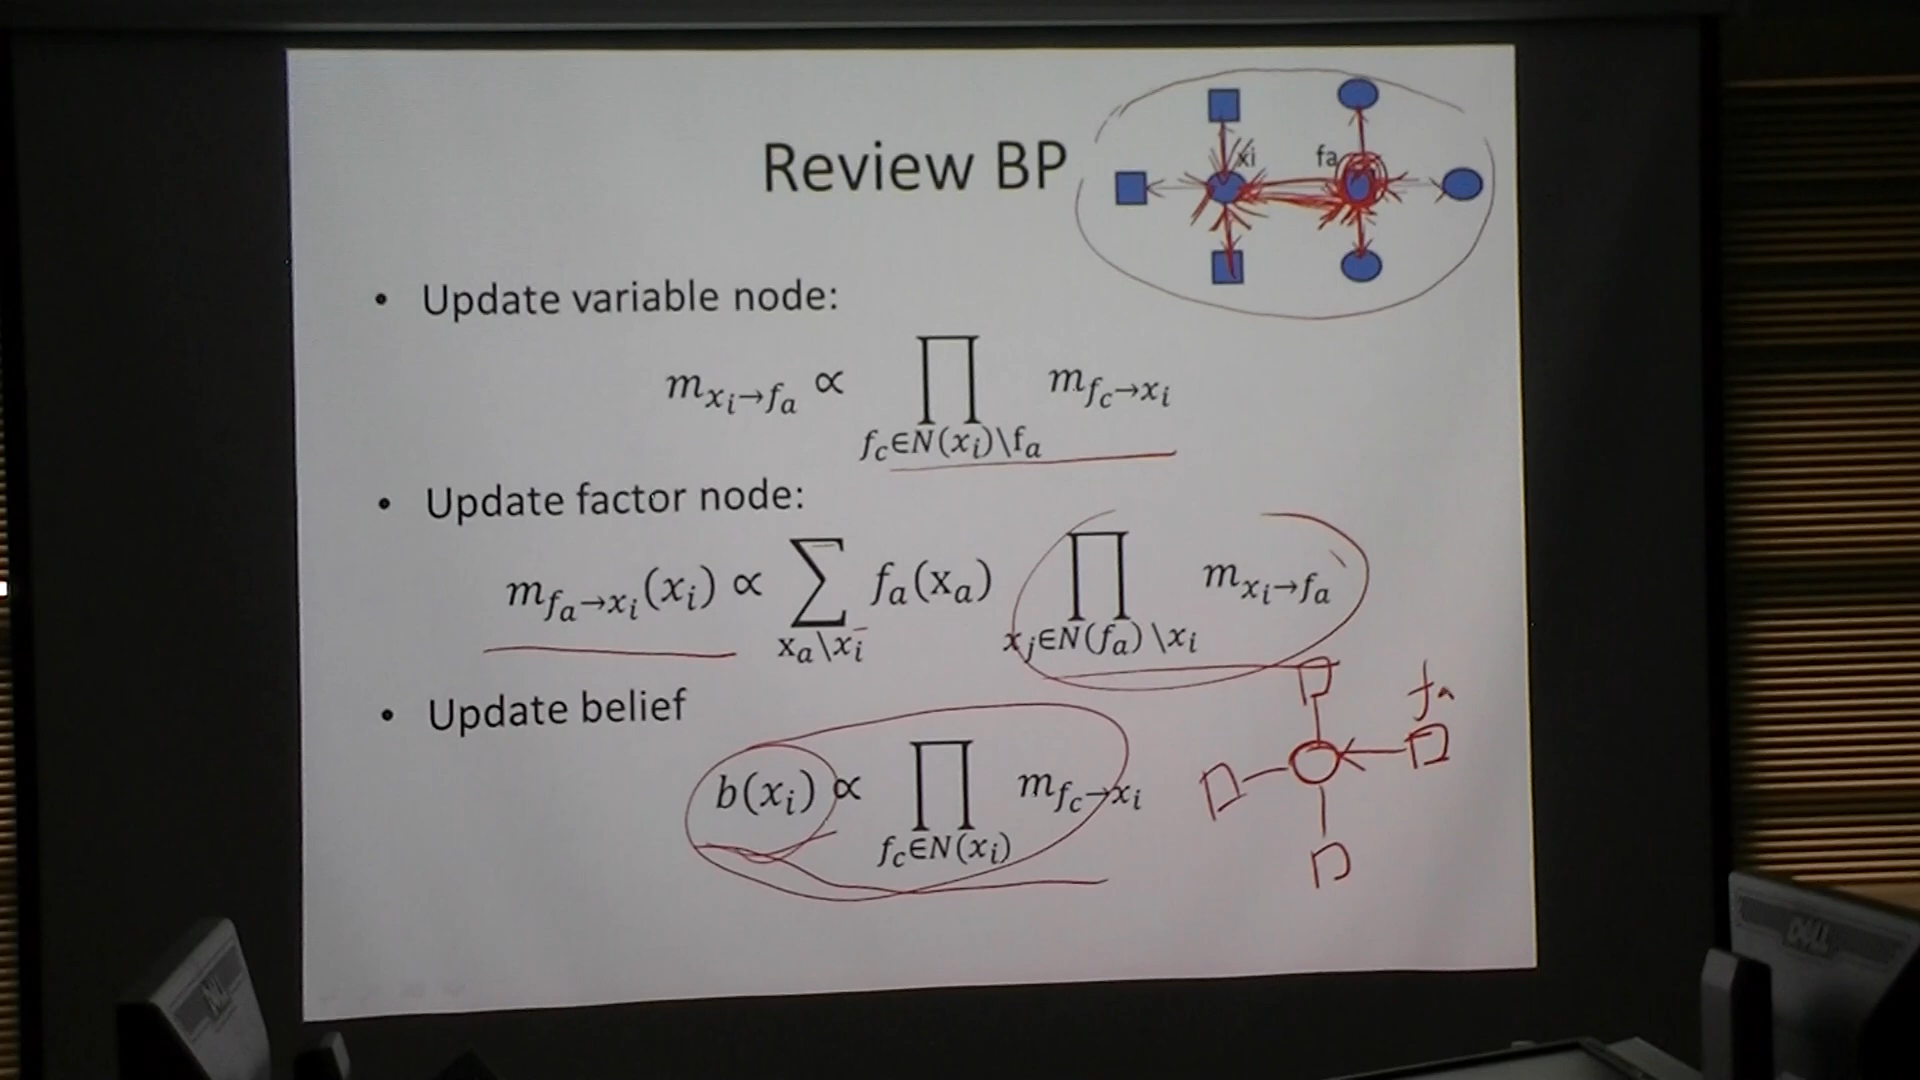 Review BP
xi fa
• Update variable node:
m_{x_i→f_a} ∝ ∏_{f_c∈N(x_i)\f_a} m_{f_c→x_i}
• Update factor node:
m_{f_a→x_i}(x_i) ∝ ∑_{x_a\x_i} f_a(x_a) ∏_{x_j∈N(f_a)\x_i} m_{x_i→f_a}
fa
• Update belief
b(x_i) ∝ ∏_{f_c∈N(x_i)} m_{f_c→x_i}
DELL
DELL